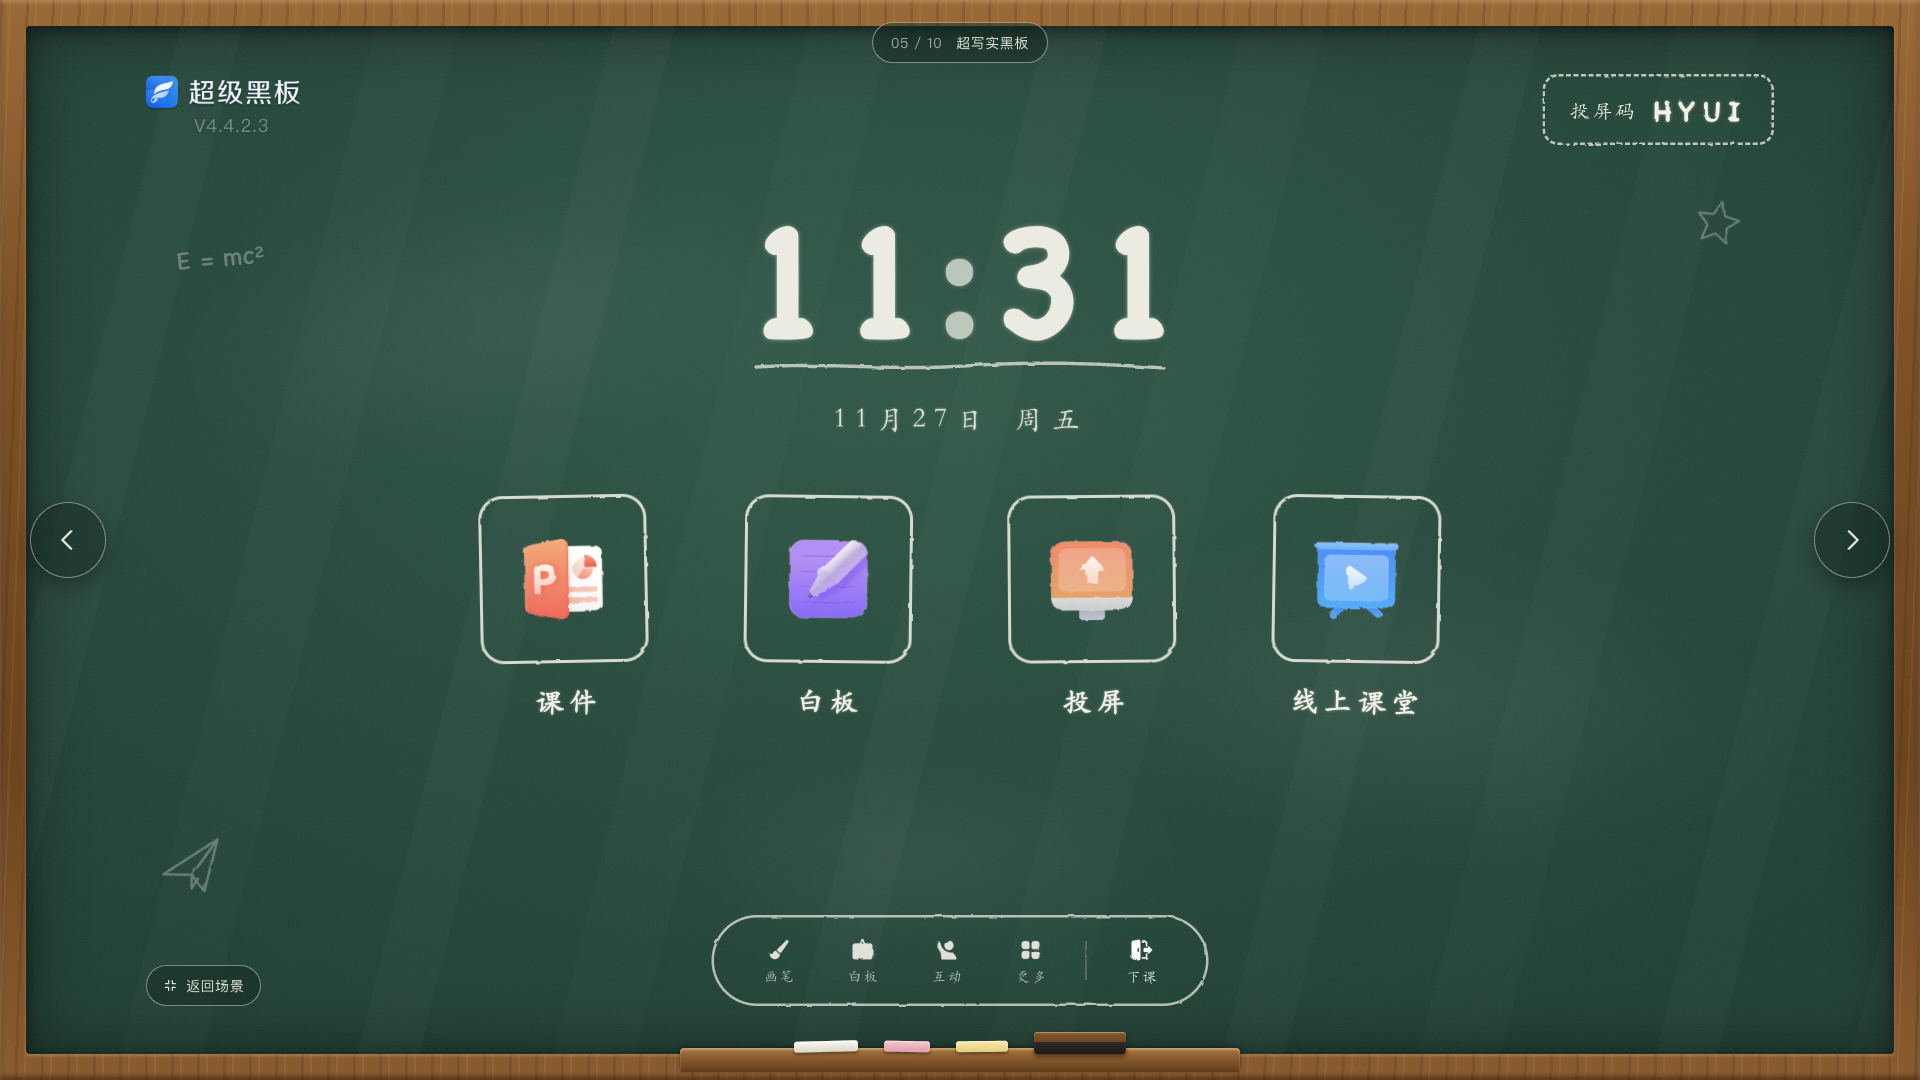 05 / 10 超写实黑板
超级黑板
V4.4.2.3
投屏码 HYUI
E = mc²
11:31
11月27日 周五
P
课件
白板
投屏
线上课堂
画笔
白板
互动
更多
下课
返回场景